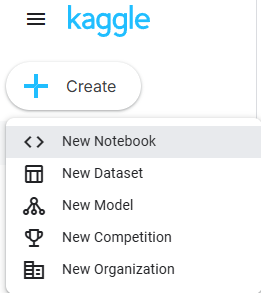 kaggle
Create
New Notebook
New Dataset
New Model
New Competition
New Organization